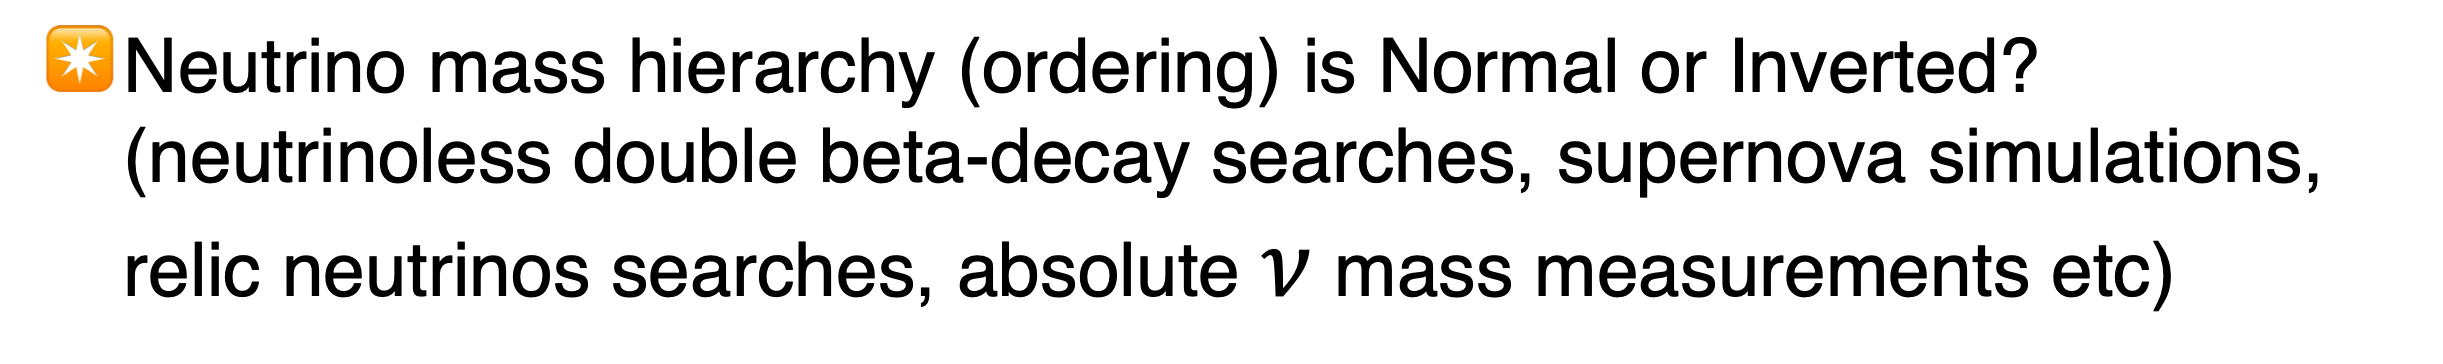 ✴️Neutrino mass hierarchy (ordering) is Normal or Inverted?
(neutrinoless double beta-decay searches, supernova simulations,
relic neutrinos searches, absolute ν mass measurements etc)